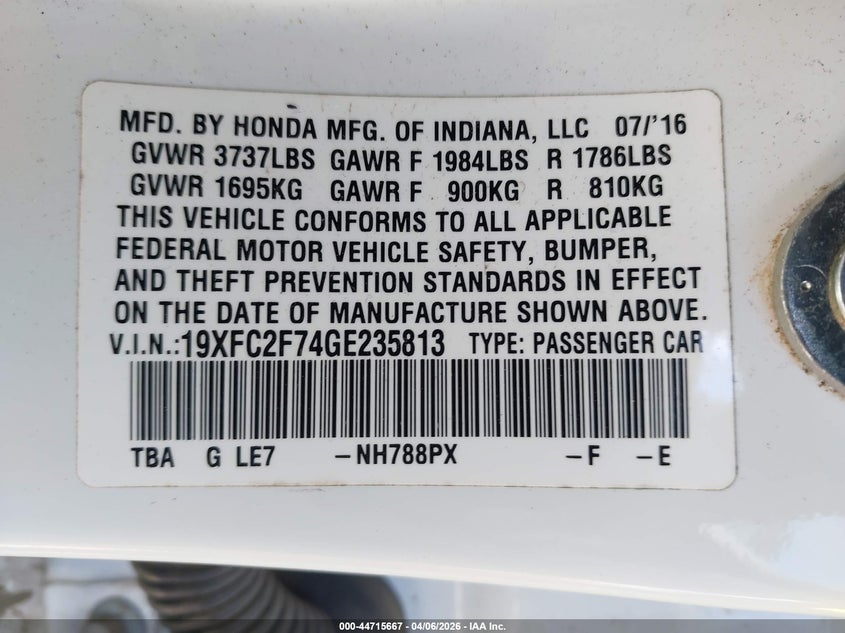 MFD. BY HONDA MFG. OF INDIANA, LLC 07/'16
GVWR 3737LBS GAWR F 1984LBS R 1786LBS
GVWR 1695KG GAWR F 900KG R 810KG
THIS VEHICLE CONFORMS TO ALL APPLICABLE
FEDERAL MOTOR VEHICLE SAFETY, BUMPER,
AND THEFT PREVENTION STANDARDS IN EFFECT
ON THE DATE OF MANUFACTURE SHOWN ABOVE.
V.I.N.:19XFC2F74GE235813 TYPE: PASSENGER CAR
TBA G LE7 -NH788PX -F -E
000-44715667 - 04/06/2026 - IAA Inc.